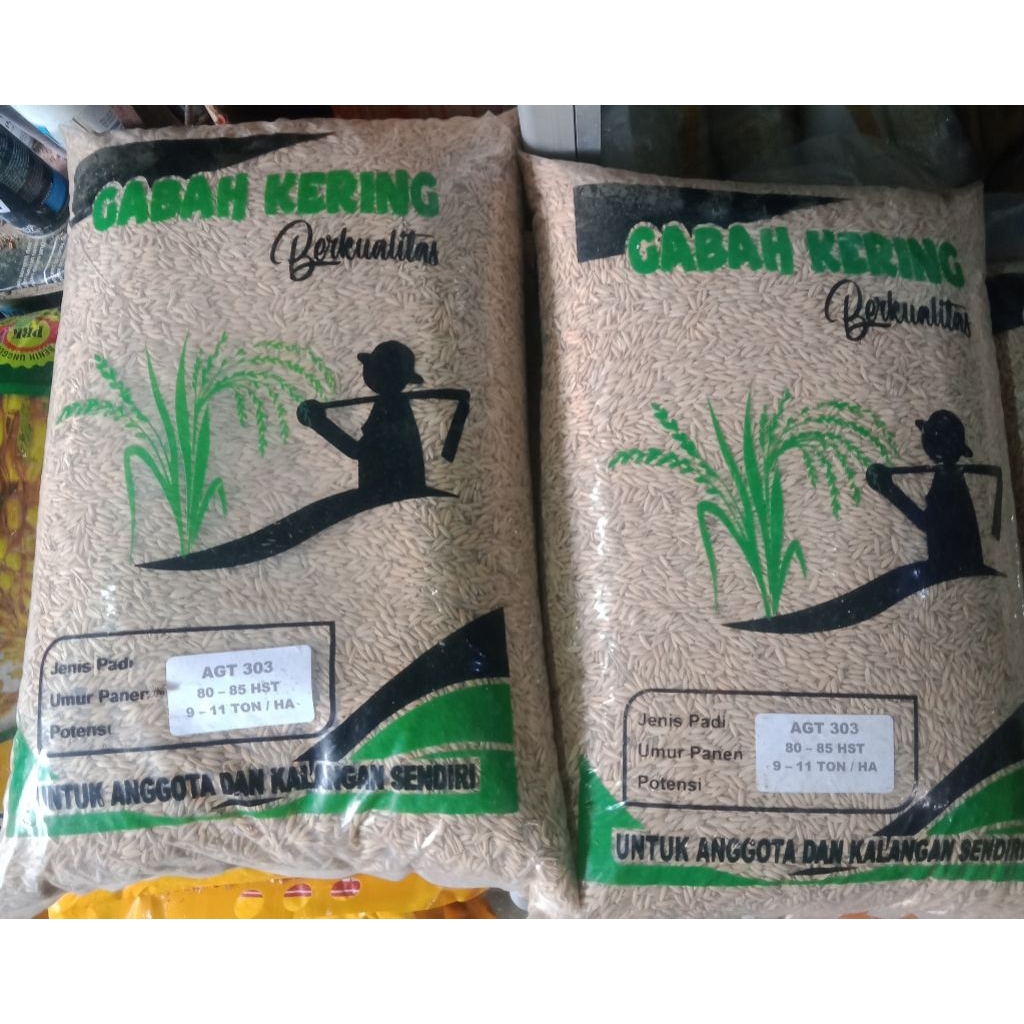 GABAH KERING
Berkualitas
Jenis Padi AGT 303
Umur Panen 80 – 85 HST
Potensi 9 – 11 TON / HA
UNTUK ANGGOTA DAN KALANGAN SENDIRI
GABAH KERING
Berkualitas
Jenis Padi AGT 303
Umur Panen 80 – 85 HST
Potensi 9 – 11 TON / HA
UNTUK ANGGOTA DAN KALANGAN SENDIRI